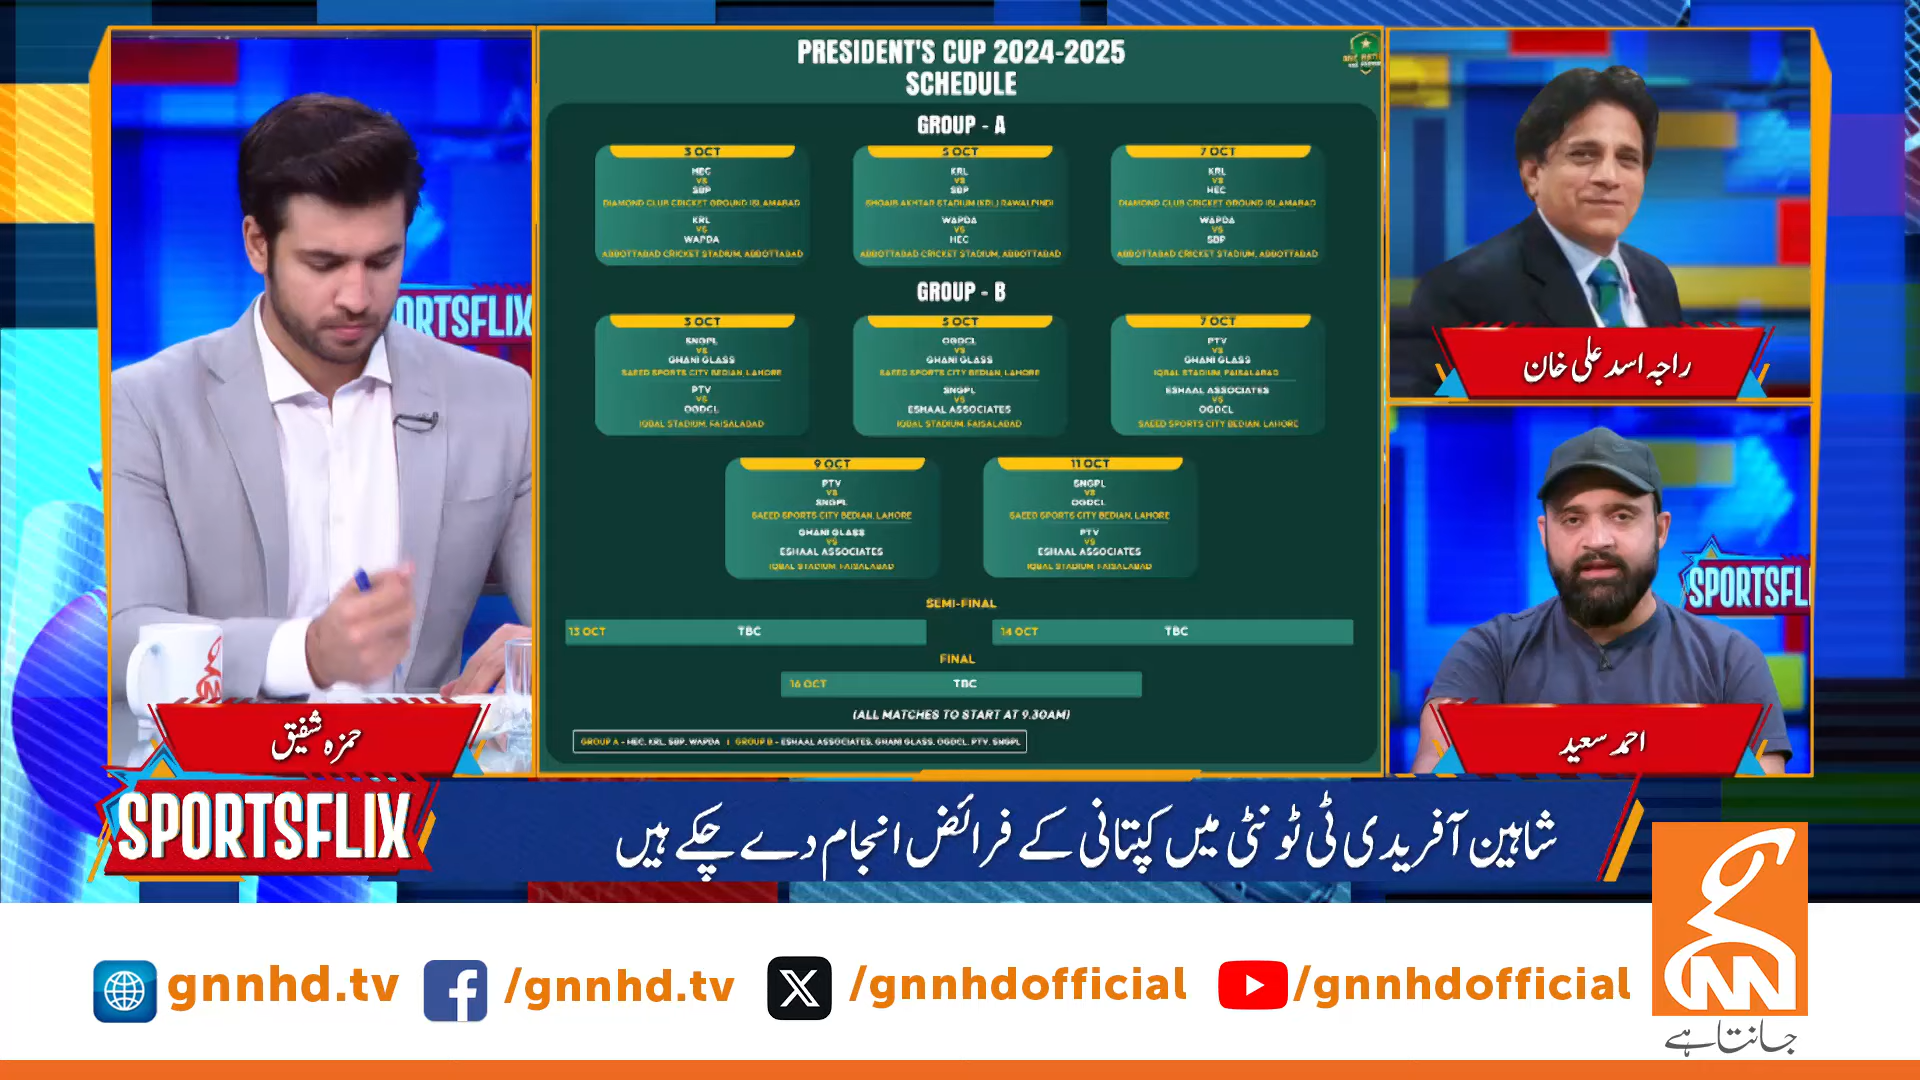 PRESIDENT'S CUP 2024-2025
SCHEDULE
GROUP - A
3 OCT
HEC
VS
SBP
DIAMOND CLUB CRICKET GROUND ISLAMABAD
KRL
VS
WAPDA
ABBOTTABAD CRICKET STADIUM, ABBOTTABAD
5 OCT
KRL
VS
SBP
SHOAIB AKHTAR STADIUM (KRL) RAWALPINDI
WAPDA
VS
HEC
ABBOTTABAD CRICKET STADIUM, ABBOTTABAD
7 OCT
KRL
VS
HEC
DIAMOND CLUB CRICKET GROUND ISLAMABAD
WAPDA
VS
SBP
ABBOTTABAD CRICKET STADIUM, ABBOTTABAD
GROUP - B
3 OCT
SNGPL
VS
GHANI GLASS
SAEED SPORTS CITY BEDIAN, LAHORE
PTV
VS
OGDCL
IQBAL STADIUM, FAISALABAD
5 OCT
OGDCL
VS
GHANI GLASS
SAEED SPORTS CITY BEDIAN, LAHORE
SNGPL
VS
ESHAAL ASSOCIATES
IQBAL STADIUM, FAISALABAD
7 OCT
PTV
VS
GHANI GLASS
IQBAL STADIUM, FAISALABAD
ESHAAL ASSOCIATES
VS
OGDCL
SAEED SPORTS CITY BEDIAN, LAHORE
9 OCT
PTV
VS
SNGPL
SAEED SPORTS CITY BEDIAN, LAHORE
GHANI GLASS
VS
ESHAAL ASSOCIATES
IQBAL STADIUM, FAISALABAD
11 OCT
SNGPL
VS
OGDCL
SAEED SPORTS CITY BEDIAN, LAHORE
PTV
VS
ESHAAL ASSOCIATES
IQBAL STADIUM, FAISALABAD
SEMI-FINAL
13 OCT TBC
14 OCT TBC
FINAL
16 OCT TBC
(ALL MATCHES TO START AT 9.30AM)
GROUP A - HEC, KRL, SBP, WAPDA | GROUP B - ESHAAL ASSOCIATES, GHANI GLASS, OGDCL, PTV, SNGPL
ORTSFLIX
راجہ اسد علی خان
SPORTSFL
احمد سعید
حمزہ شفیق
SPORTSFLIX
شاہین آفریدی ٹی ٹونٹی میں کپتانی کے فرائض انجام دے چکے ہیں
gnnhd.tv /gnnhd.tv /gnnhdofficial /gnnhdofficial
GNN
جانتا ہے